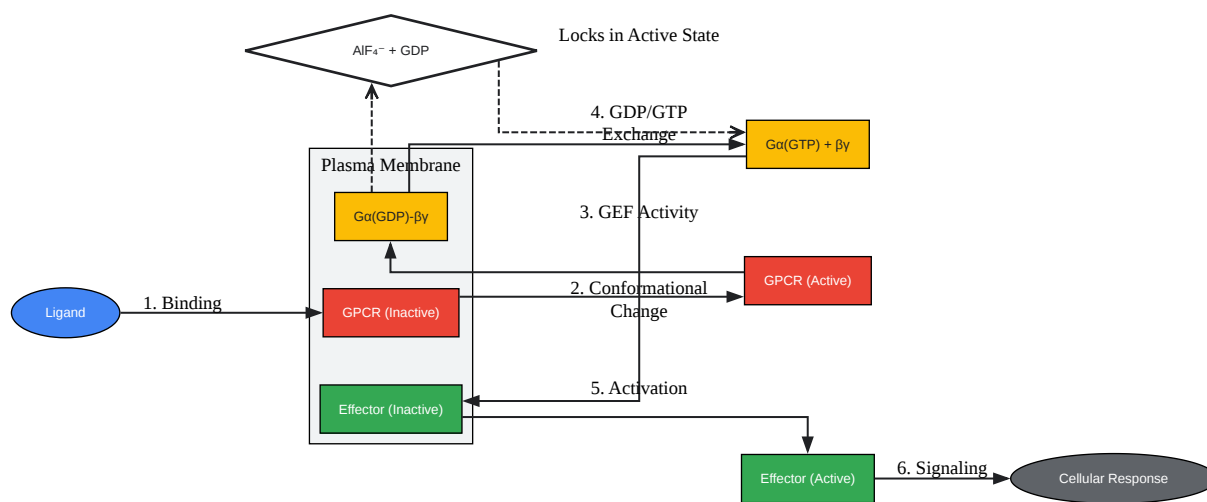 AlF₄⁻ + GDP
Locks in Active State
4. GDP/GTP
Exchange
Gα(GTP) + βγ
Plasma Membrane
Gα(GDP)-βγ
3. GEF Activity
GPCR (Active)
2. Conformational
Change
1. Binding
Ligand
GPCR (Inactive)
5. Activation
Effector (Inactive)
6. Signaling
Effector (Active)
Cellular Response